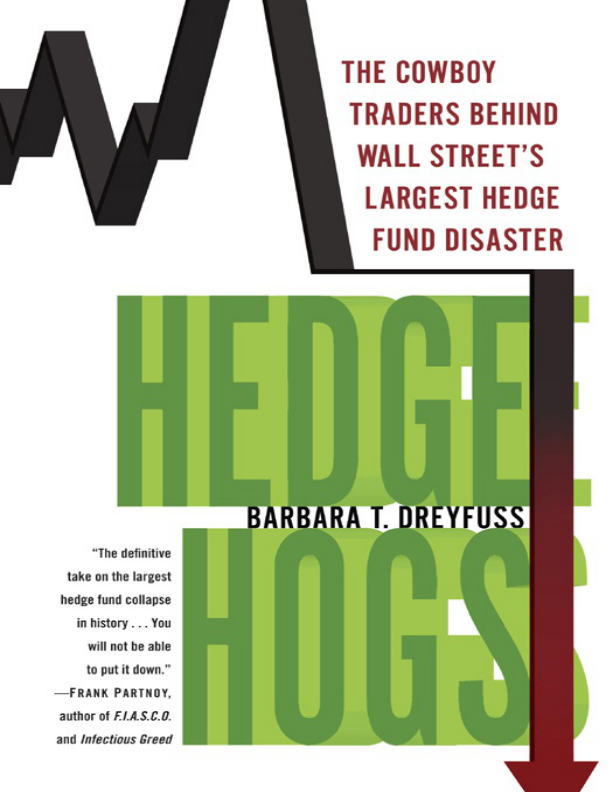 THE COWBOY
TRADERS BEHIND
WALL STREET'S
LARGEST HEDGE
FUND DISASTER
HEDGE
BARBARA T. DREYFUSS
HOGS
“The definitive
take on the largest
hedge fund collapse
in history . . . You
will not be able
to put it down.”
—FRANK PARTNOY,
author of F.I.A.S.C.O.
and Infectious Greed